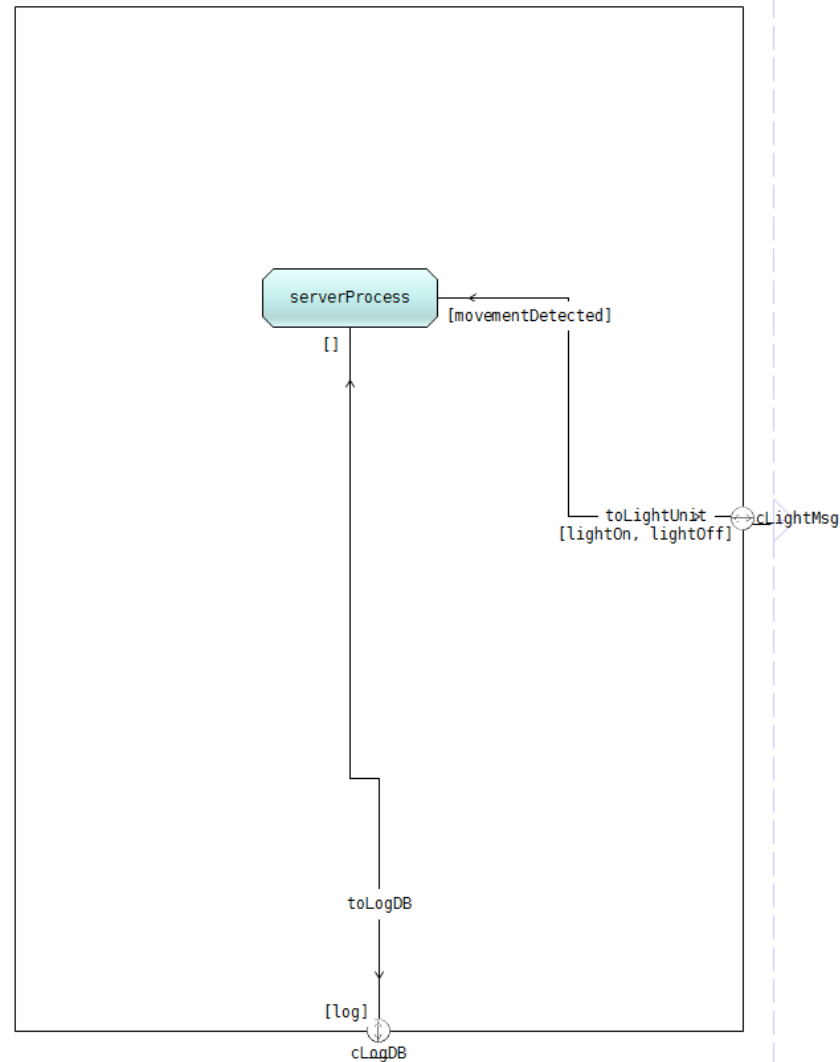 serverProcess
[movementDetected]
[]
toLightUnit
cLightMsg
[lightOn, lightOff]
toLogDB
[log]
cLogDB